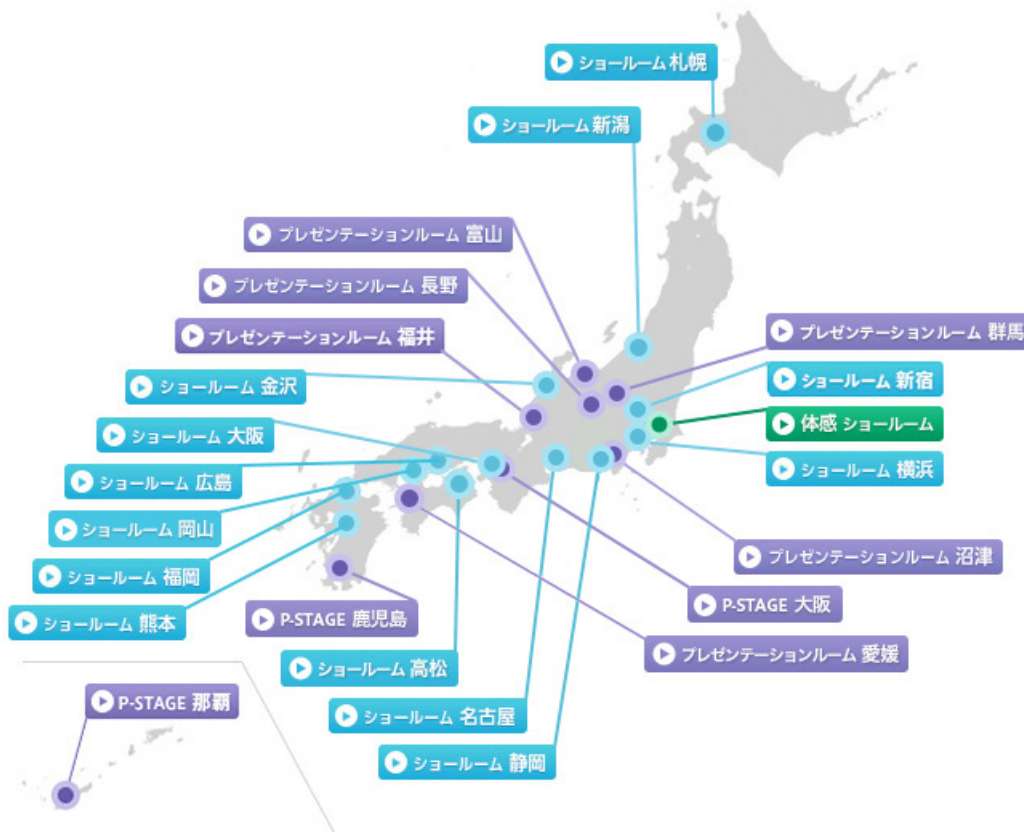 ショールーム 札幌
ショールーム 新潟
プレゼンテーションルーム 富山
プレゼンテーションルーム 長野
プレゼンテーションルーム 福井
プレゼンテーションルーム 群馬
ショールーム 金沢
ショールーム 新宿
体感 ショールーム
ショールーム 大阪
ショールーム 横浜
ショールーム 広島
ショールーム 岡山
プレゼンテーションルーム 沼津
ショールーム 福岡
P-STAGE 大阪
ショールーム 熊本
P-STAGE 鹿児島
プレゼンテーションルーム 愛媛
ショールーム 高松
P-STAGE 那覇
ショールーム 名古屋
ショールーム 静岡